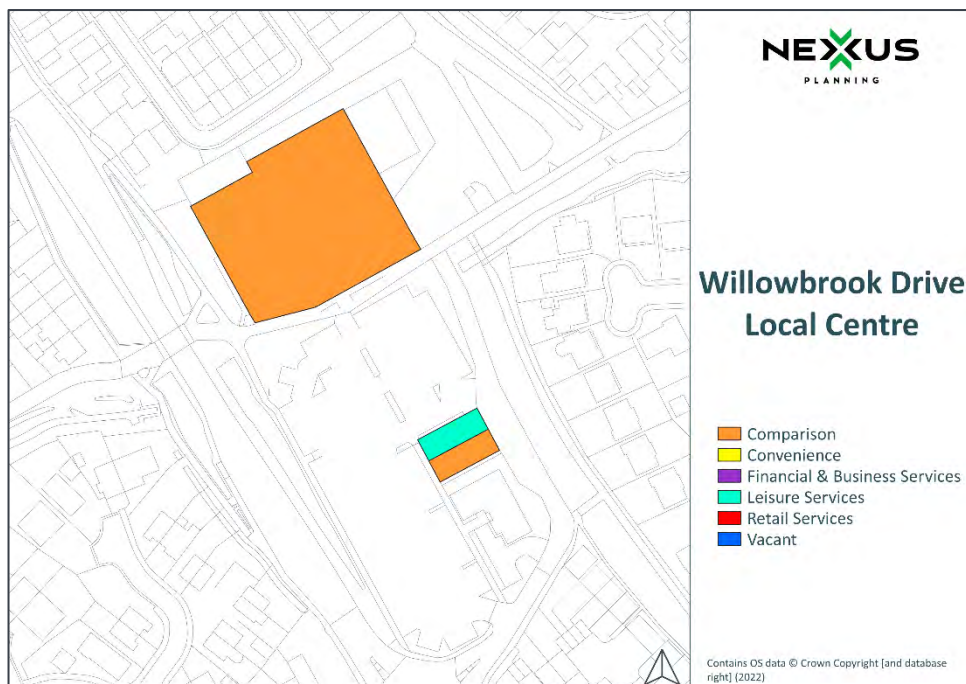 NEXUS
PLANNING
Willowbrook Drive
Local Centre
Comparison
Convenience
Financial & Business Services
Leisure Services
Retail Services
Vacant
Contains OS data © Crown Copyright [and database
right] (2022)